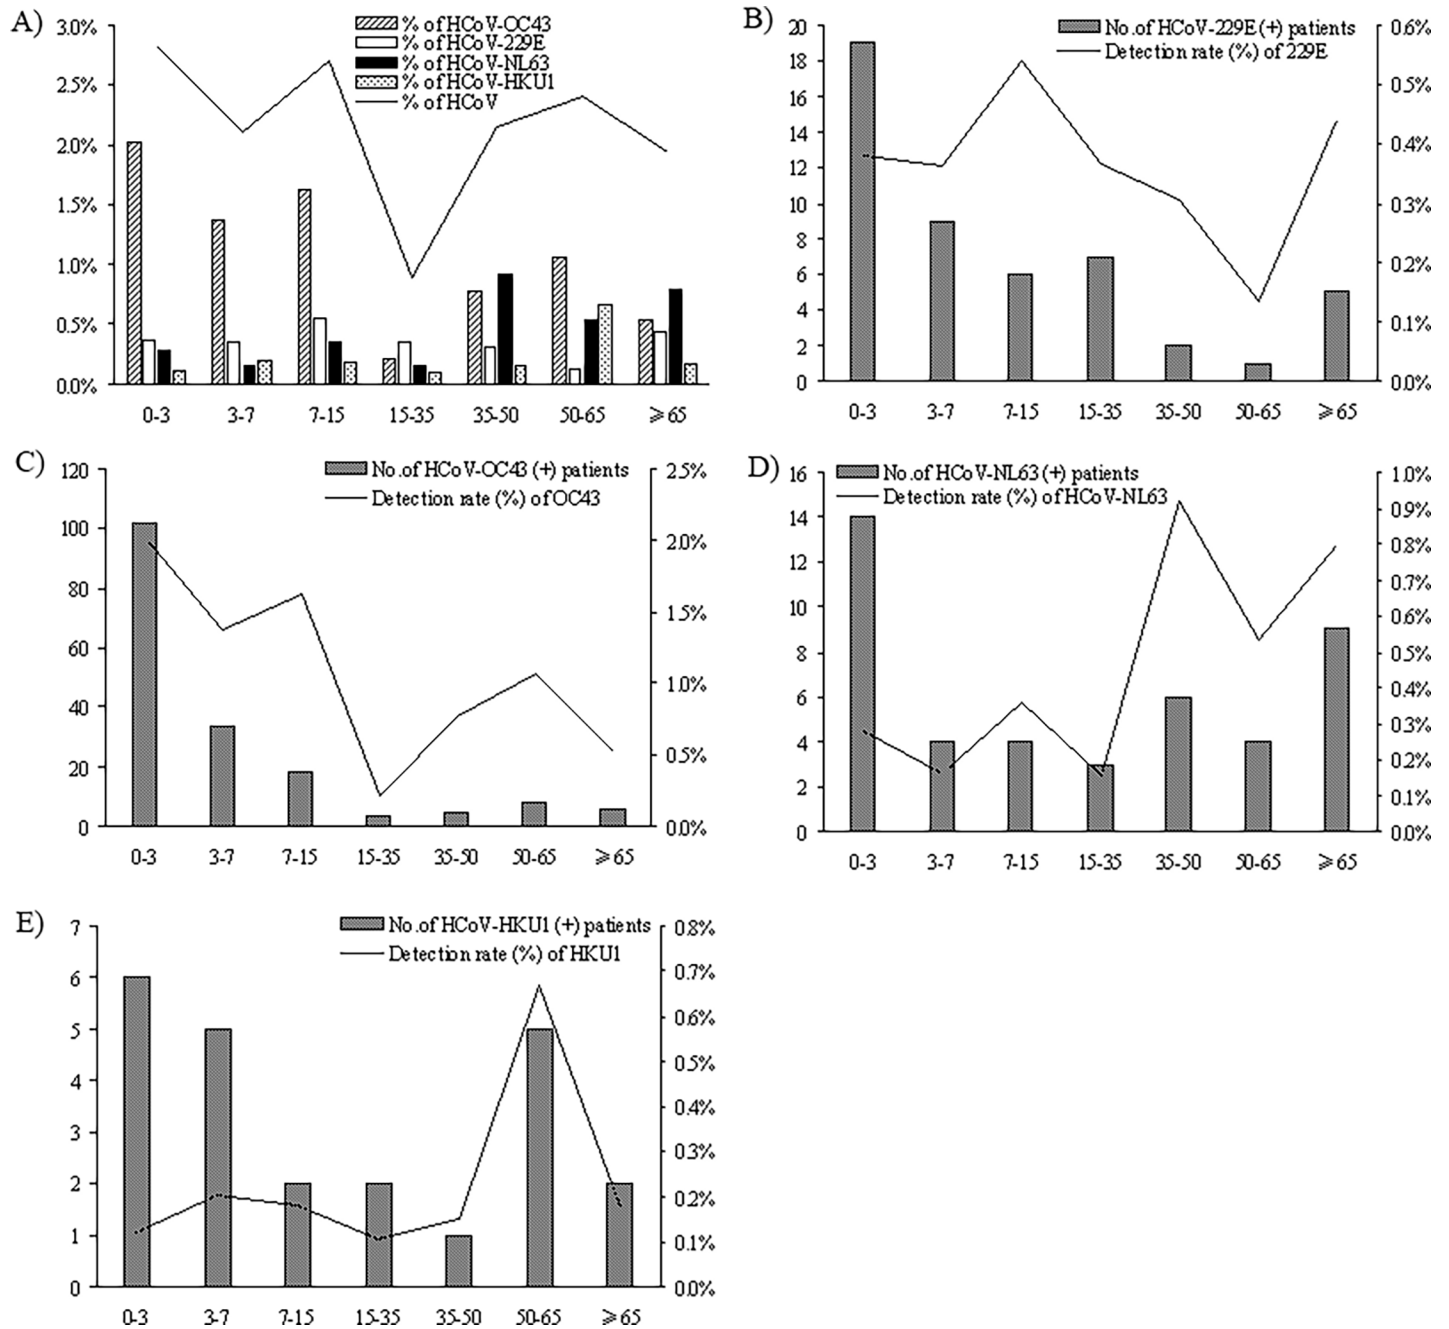 A)
% of HCoV-OC43
% of HCoV-229E
% of HCoV-NL63
% of HCoV-HKU1
% of HCoV
3.0%
2.5%
2.0%
1.5%
1.0%
0.5%
0.0%
0-3 3-7 7-15 15-35 35-50 50-65 ⩾65
B)
No.of HCoV-229E (+) patients
Detection rate (%) of 229E
20 0.6%
18
16 0.5%
14
12 0.4%
10 0.3%
8
6 0.2%
4 0.1%
2
0 0.0%
0-3 3-7 7-15 15-35 35-50 50-65 ⩾65
C)
No.of HCoV-OC43 (+) patients
Detection rate (%) of OC43
120 2.5%
100 2.0%
80 1.5%
60
40 1.0%
20 0.5%
0 0.0%
0-3 3-7 7-15 15-35 35-50 50-65 ⩾65
D)
No.of HCoV-NL63 (+) patients
Detection rate (%) of HCoV-NL63
16 1.0%
14 0.9%
12 0.8%
0.7%
10 0.6%
8 0.5%
6 0.4%
0.3%
4 0.2%
2 0.1%
0 0.0%
0-3 3-7 7-15 15-35 35-50 50-65 ⩾65
E)
No.of HCoV-HKU1 (+) patients
Detection rate (%) of HKU1
7 0.8%
6 0.7%
0.6%
5 0.5%
4 0.4%
3 0.3%
2 0.2%
1 0.1%
0 0.0%
0-3 3-7 7-15 15-35 35-50 50-65 ⩾65